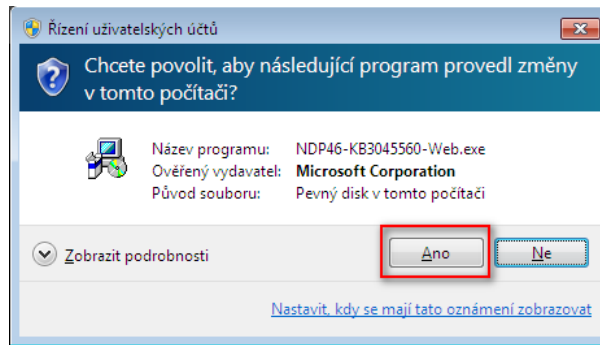 Řízení uživatelských účtů
Chcete povolit, aby následující program provedl změny
v tomto počítači?
Název programu: NDP46-KB3045560-Web.exe
Ověřený vydavatel: Microsoft Corporation
Původ souboru: Pevný disk v tomto počítači
Zobrazit podrobnosti Ano Ne
Nastavit, kdy se mají tato oznámení zobrazovat